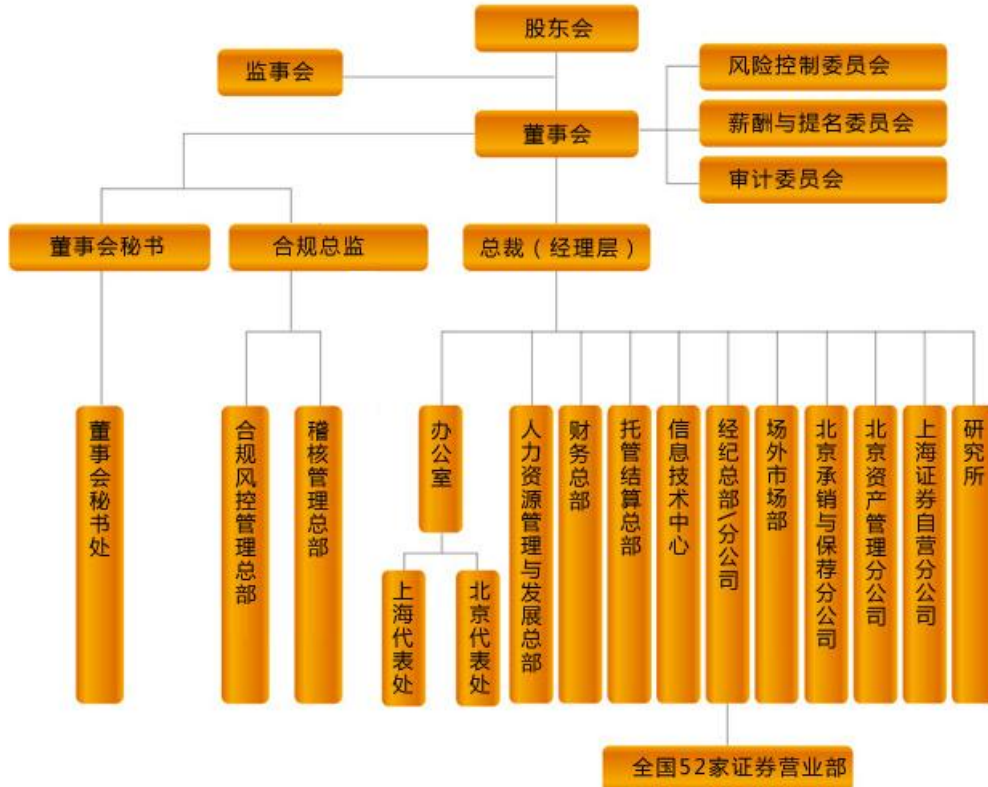 股东会
监事会
风险控制委员会
董事会
薪酬与提名委员会
审计委员会
董事会秘书
合规总监
总裁（经理层）
董事会秘书处
合规风控管理总部
稽核管理总部
办公室
人力资源管理与发展总部
财务总部
托管结算总部
信息技术中心
经纪总部\分公司
场外市场部
北京承销与保荐分公司
北京资产管理分公司
上海证券自营分公司
研究所
上海代表处
北京代表处
全国52家证券营业部